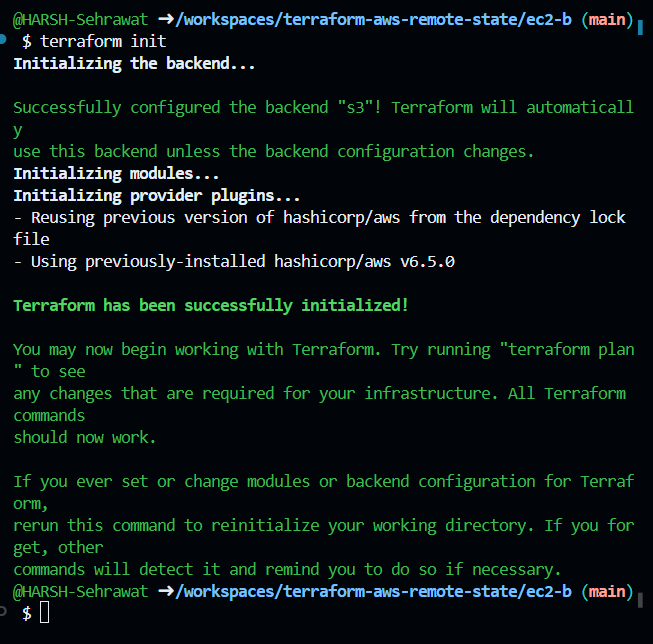 @HARSH-Sehrawat ➜/workspaces/terraform-aws-remote-state/ec2-b (main)
$ terraform init
Initializing the backend...
Successfully configured the backend "s3"! Terraform will automaticall
y
use this backend unless the backend configuration changes.
Initializing modules...
Initializing provider plugins...
- Reusing previous version of hashicorp/aws from the dependency lock
file
- Using previously-installed hashicorp/aws v6.5.0
Terraform has been successfully initialized!
You may now begin working with Terraform. Try running "terraform plan
" to see
any changes that are required for your infrastructure. All Terraform
commands
should now work.
If you ever set or change modules or backend configuration for Terraf
orm,
rerun this command to reinitialize your working directory. If you for
get, other
commands will detect it and remind you to do so if necessary.
@HARSH-Sehrawat ➜/workspaces/terraform-aws-remote-state/ec2-b (main)
$